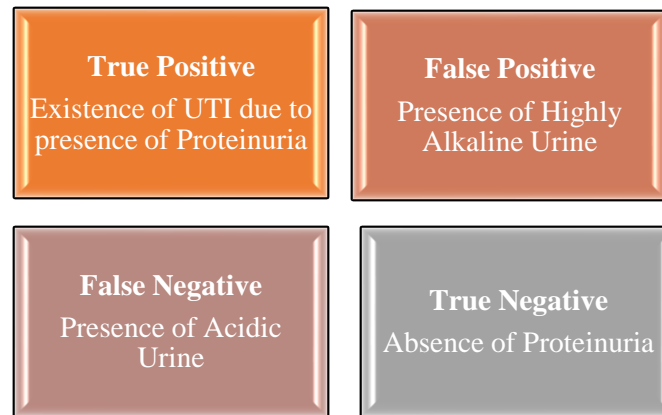 True Positive
Existence of UTI due to
presence of Proteinuria
False Positive
Presence of Highly
Alkaline Urine
False Negative
Presence of Acidic
Urine
True Negative
Absence of Proteinuria